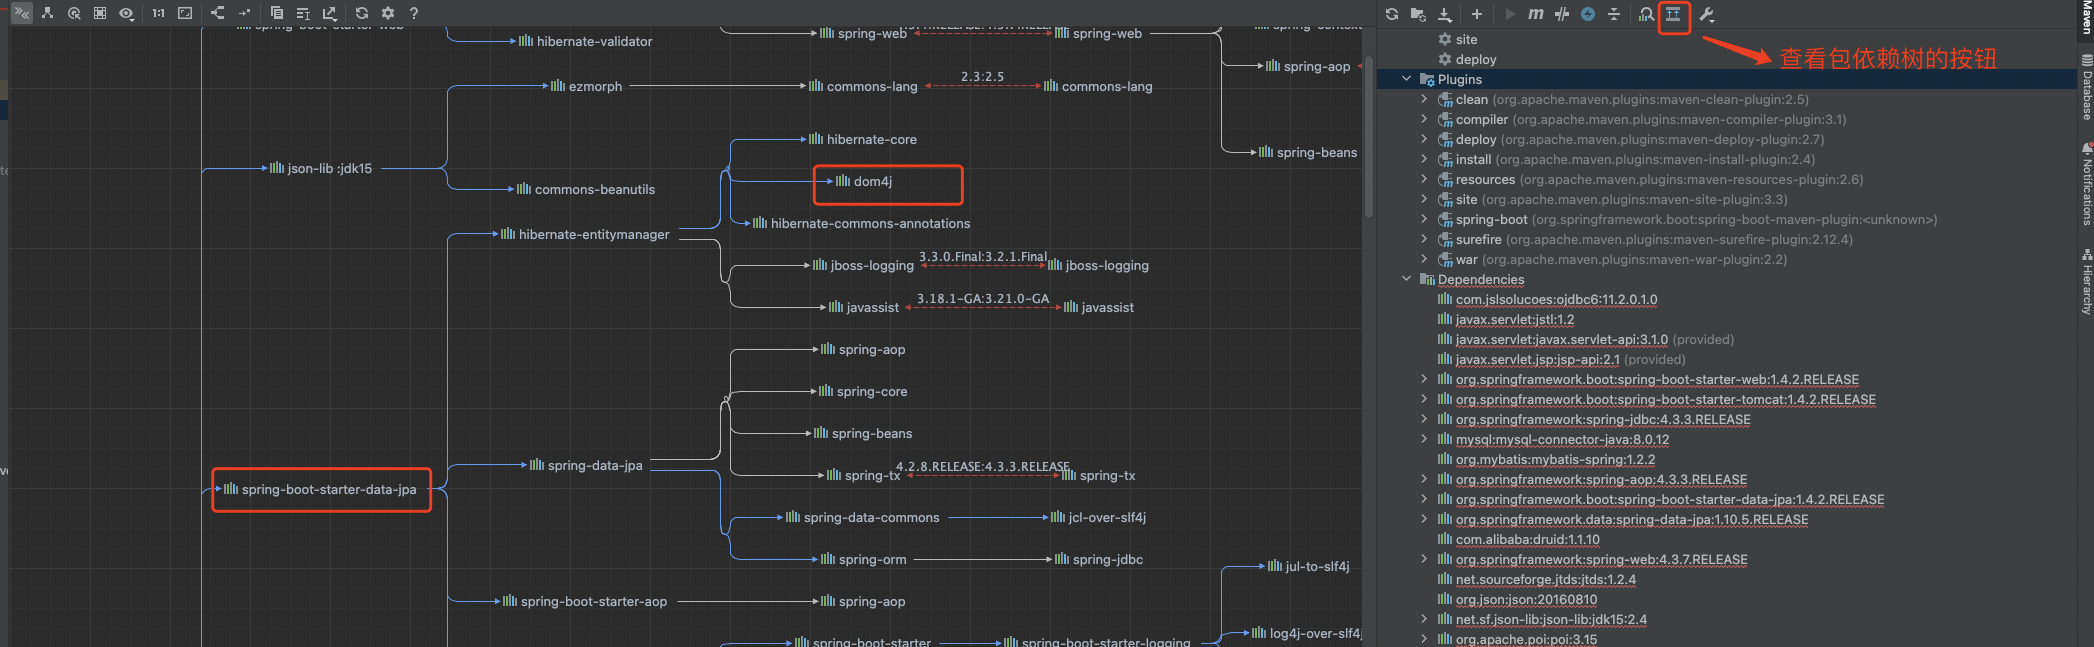 1:1
?
m
查看包依赖树的按钮
hibernate-validator
ezmorph
json-lib :jdk15
commons-beanutils
hibernate-entitymanager
spring-data-jpa
spring-boot-starter-data-jpa
spring-boot-starter-aop
spring-web
spring-web
spring-aop
commons-lang
2.3:2.5
commons-lang
hibernate-core
spring-beans
dom4j
hibernate-commons-annotations
jboss-logging
3.3.0.Final:3.2.1.Final
jboss-logging
javassist
3.18.1-GA:3.21.0-GA
javassist
spring-aop
spring-core
spring-beans
spring-tx
4.2.8.RELEASE:4.3.3.RELEASE
spring-tx
spring-data-commons
jcl-over-slf4j
spring-orm
spring-jdbc
spring-aop
jul-to-slf4j
spring-boot-starter
spring-boot-starter-logging
log4j-over-slf4j
site
deploy
Plugins
clean (org.apache.maven.plugins:maven-clean-plugin:2.5)
compiler (org.apache.maven.plugins:maven-compiler-plugin:3.1)
deploy (org.apache.maven.plugins:maven-deploy-plugin:2.7)
install (org.apache.maven.plugins:maven-install-plugin:2.4)
resources (org.apache.maven.plugins:maven-resources-plugin:2.6)
site (org.apache.maven.plugins:maven-site-plugin:3.3)
spring-boot (org.springframework.boot:spring-boot-maven-plugin:<unknown>)
surefire (org.apache.maven.plugins:maven-surefire-plugin:2.12.4)
war (org.apache.maven.plugins:maven-war-plugin:2.2)
Dependencies
com.jslsolucoes:ojdbc6:11.2.0.1.0
javax.servlet:jstl:1.2
javax.servlet:javax.servlet-api:3.1.0 (provided)
javax.servlet.jsp:jsp-api:2.1 (provided)
org.springframework.boot:spring-boot-starter-web:1.4.2.RELEASE
org.springframework.boot:spring-boot-starter-tomcat:1.4.2.RELEASE
org.springframework:spring-jdbc:4.3.3.RELEASE
mysql:mysql-connector-java:8.0.12
org.mybatis:mybatis-spring:1.2.2
org.springframework:spring-aop:4.3.3.RELEASE
org.springframework.boot:spring-boot-starter-data-jpa:1.4.2.RELEASE
org.springframework.data:spring-data-jpa:1.10.5.RELEASE
com.alibaba:druid:1.1.10
org.springframework:spring-web:4.3.7.RELEASE
net.sourceforge.jtds:jtds:1.2.4
org.json:json:20160810
net.sf.json-lib:json-lib:jdk15:2.4
org.apache.poi:poi:3.15
Maven
Database
Notifications
Hierarchy